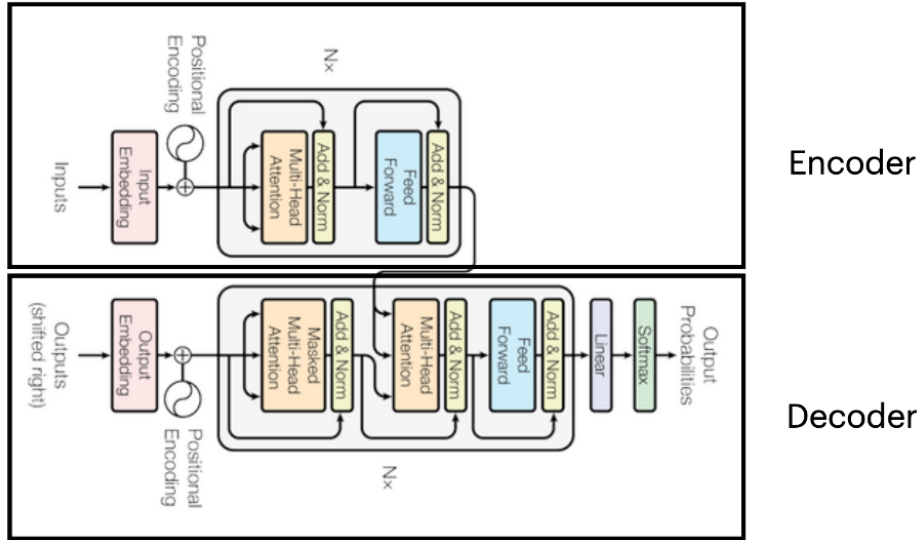 Encoder
Nx
Positional
Encoding
Inputs
Input
Embedding
Multi-Head
Attention
Add & Norm
Feed
Forward
Add & Norm
Decoder
Outputs
(shifted right)
Output
Embedding
Positional
Encoding
Masked
Multi-Head
Attention
Add & Norm
Multi-Head
Attention
Add & Norm
Feed
Forward
Add & Norm
Linear
Softmax
Output
Probabilities
Nx